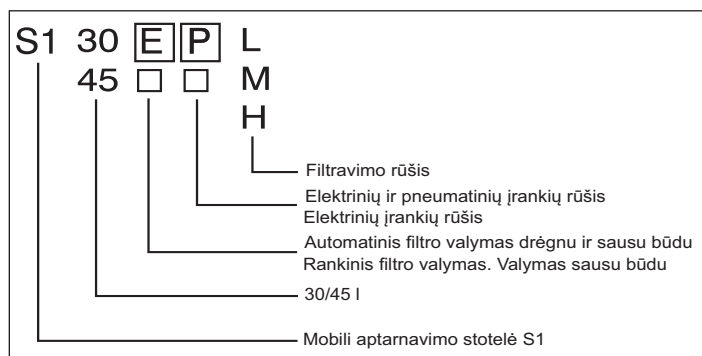 S1 30 E P L
45 □ □ M
H
Filtravimo rūšis
Elektrinių ir pneumatinių įrankių rūšis
Elektrinių įrankių rūšis
Automatinis filtro valymas drėgnu ir sausu būdu
Rankinis filtro valymas. Valymas sausu būdu
30/45 l
Mobili aptarnavimo stotelė S1